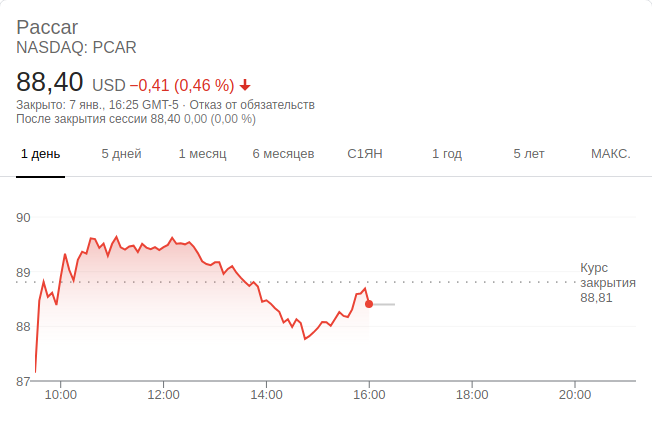 Paccar
NASDAQ: PCAR
88,40 USD −0,41 (0,46 %)
Закрыто: 7 янв., 16:25 GMT-5 · Отказ от обязательств
После закрытия сессии 88,40 0,00 (0,00 %)
1 день 5 дней 1 месяц 6 месяцев С1ЯН 1 год 5 лет МАКС.
90
89
88
87
Курс
закрытия
88,81
10:00 12:00 14:00 16:00 18:00 20:00